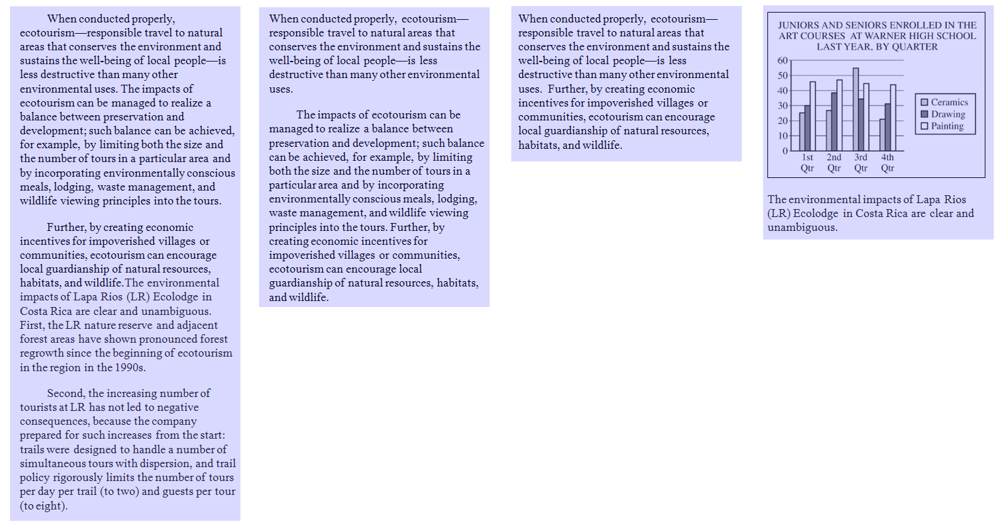 When conducted properly,
ecotourism—responsible travel to natural
areas that conserves the environment and
sustains the well-being of local people—is
less destructive than many other
environmental uses. The impacts of
ecotourism can be managed to realize a
balance between preservation and
development; such balance can be achieved,
for example, by limiting both the size and
the number of tours in a particular area and
by incorporating environmentally conscious
meals, lodging, waste management, and
wildlife viewing principles into the tours.
Further, by creating economic
incentives for impoverished villages or
communities, ecotourism can encourage
local guardianship of natural resources,
habitats, and wildlife.The environmental
impacts of Lapa Rios (LR) Ecolodge in
Costa Rica are clear and unambiguous.
First, the LR nature reserve and adjacent
forest areas have shown pronounced forest
regrowth since the beginning of ecotourism
in the region in the 1990s.
Second, the increasing number of
tourists at LR has not led to negative
consequences, because the company
prepared for such increases from the start:
trails were designed to handle a number of
simultaneous tours with dispersion, and trail
policy rigorously limits the number of tours
per day per trail (to two) and guests per tour
(to eight).
When conducted properly, ecotourism—
responsible travel to natural areas that
conserves the environment and sustains the
well-being of local people—is less
destructive than many other environmental
uses.
The impacts of ecotourism can be
managed to realize a balance between
preservation and development; such balance
can be achieved, for example, by limiting
both the size and the number of tours in a
particular area and by incorporating
environmentally conscious meals, lodging,
waste management, and wildlife viewing
principles into the tours. Further, by
creating economic incentives for
impoverished villages or communities,
ecotourism can encourage local
guardianship of natural resources, habitats,
and wildlife.
When conducted properly, ecotourism—
responsible travel to natural areas that
conserves the environment and sustains the
well-being of local people—is less
destructive than many other environmental
uses. Further, by creating economic
incentives for impoverished villages or
communities, ecotourism can encourage
local guardianship of natural resources,
habitats, and wildlife.
JUNIORS AND SENIORS ENROLLED IN THE
ART COURSES AT WARNER HIGH SCHOOL
LAST YEAR, BY QUARTER
60
50
40
30
20
10
0
1st 2nd 3rd 4th
Qtr Qtr Qtr Qtr
Ceramics
Drawing
Painting
The environmental impacts of Lapa Rios
(LR) Ecolodge in Costa Rica are clear and
unambiguous.